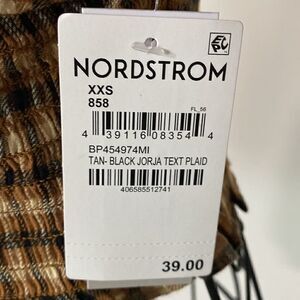 NORDSTROM
XXS
858
FL_56
4 39116 08354 4
BP454974MI
TAN- BLACK JORJA TEXT PLAID
406585512741
39.00